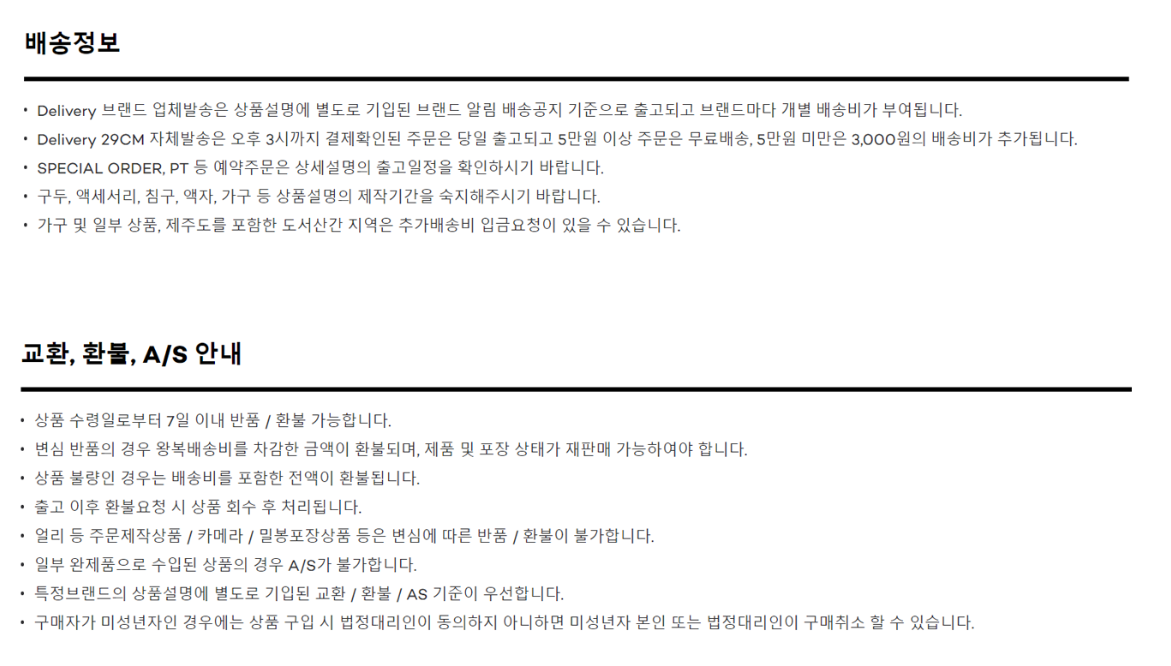 배송정보
• Delivery 브랜드 업체발송은 상품설명에 별도로 기입된 브랜드 알림 배송공지 기준으로 출고되고 브랜드마다 개별 배송비가 부여됩니다.
• Delivery 29CM 자체발송은 오후 3시까지 결제확인된 주문은 당일 출고되고 5만원 이상 주문은 무료배송, 5만원 미만은 3,000원의 배송비가 추가됩니다.
• SPECIAL ORDER, PT 등 예약주문은 상세설명의 출고일정을 확인하시기 바랍니다.
• 구두, 액세서리, 침구, 액자, 가구 등 상품설명의 제작기간을 숙지해주시기 바랍니다.
• 가구 및 일부 상품, 제주도를 포함한 도서산간 지역은 추가배송비 입금요청이 있을 수 있습니다.
교환, 환불, A/S 안내
• 상품 수령일로부터 7일 이내 반품 / 환불 가능합니다.
• 변심 반품의 경우 왕복배송비를 차감한 금액이 환불되며, 제품 및 포장 상태가 재판매 가능하여야 합니다.
• 상품 불량인 경우는 배송비를 포함한 전액이 환불됩니다.
• 출고 이후 환불요청 시 상품 회수 후 처리됩니다.
• 얼리 등 주문제작상품 / 카메라 / 밀봉포장상품 등은 변심에 따른 반품 / 환불이 불가합니다.
• 일부 완제품으로 수입된 상품의 경우 A/S가 불가합니다.
• 특정브랜드의 상품설명에 별도로 기입된 교환 / 환불 / AS 기준이 우선합니다.
• 구매자가 미성년자인 경우에는 상품 구입 시 법정대리인이 동의하지 아니하면 미성년자 본인 또는 법정대리인이 구매취소 할 수 있습니다.